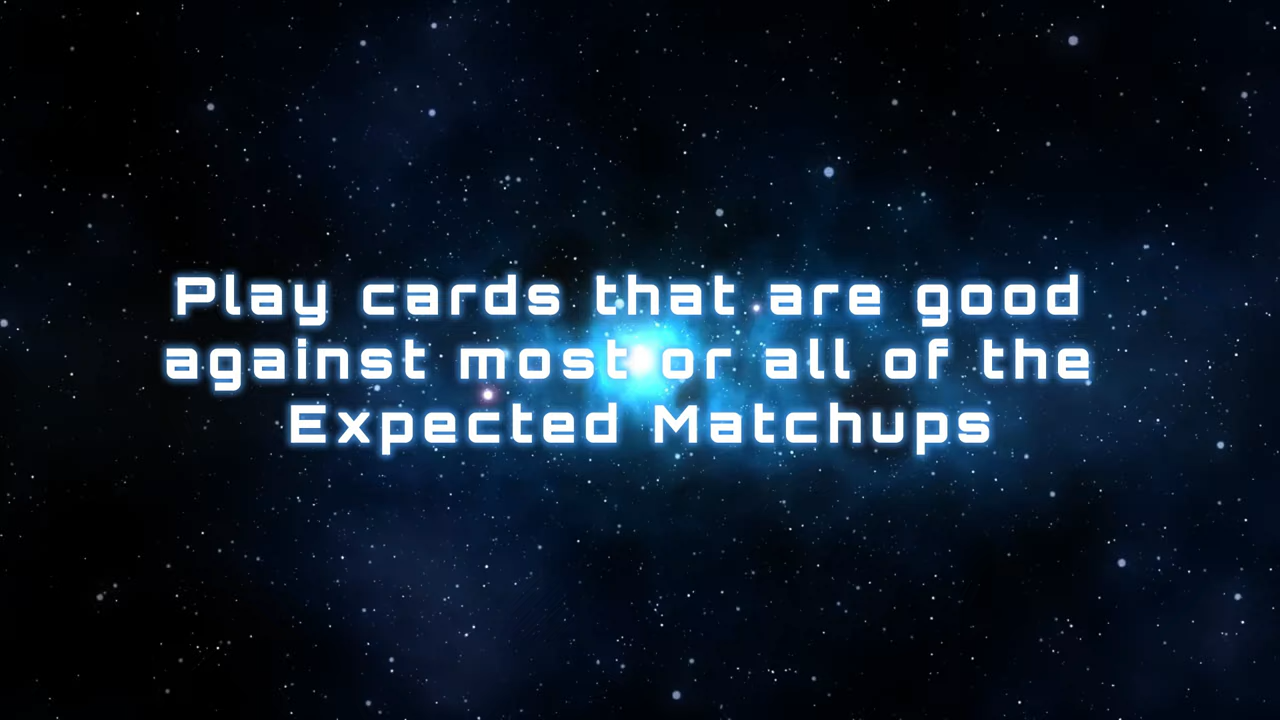 Play cards that are good
against most or all of the
Expected Matchups